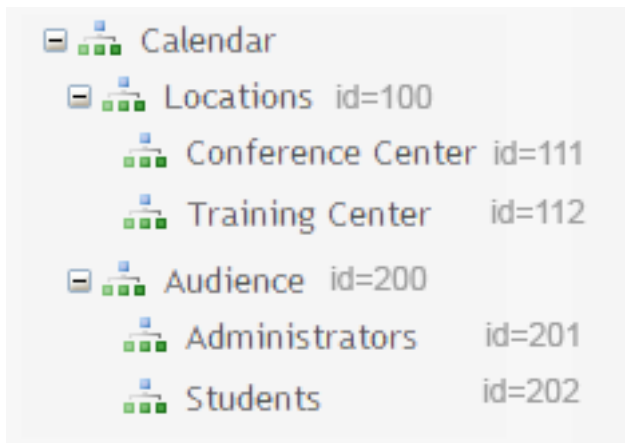 Calendar
Locations id=100
Conference Center id=111
Training Center id=112
Audience id=200
Administrators id=201
Students id=202